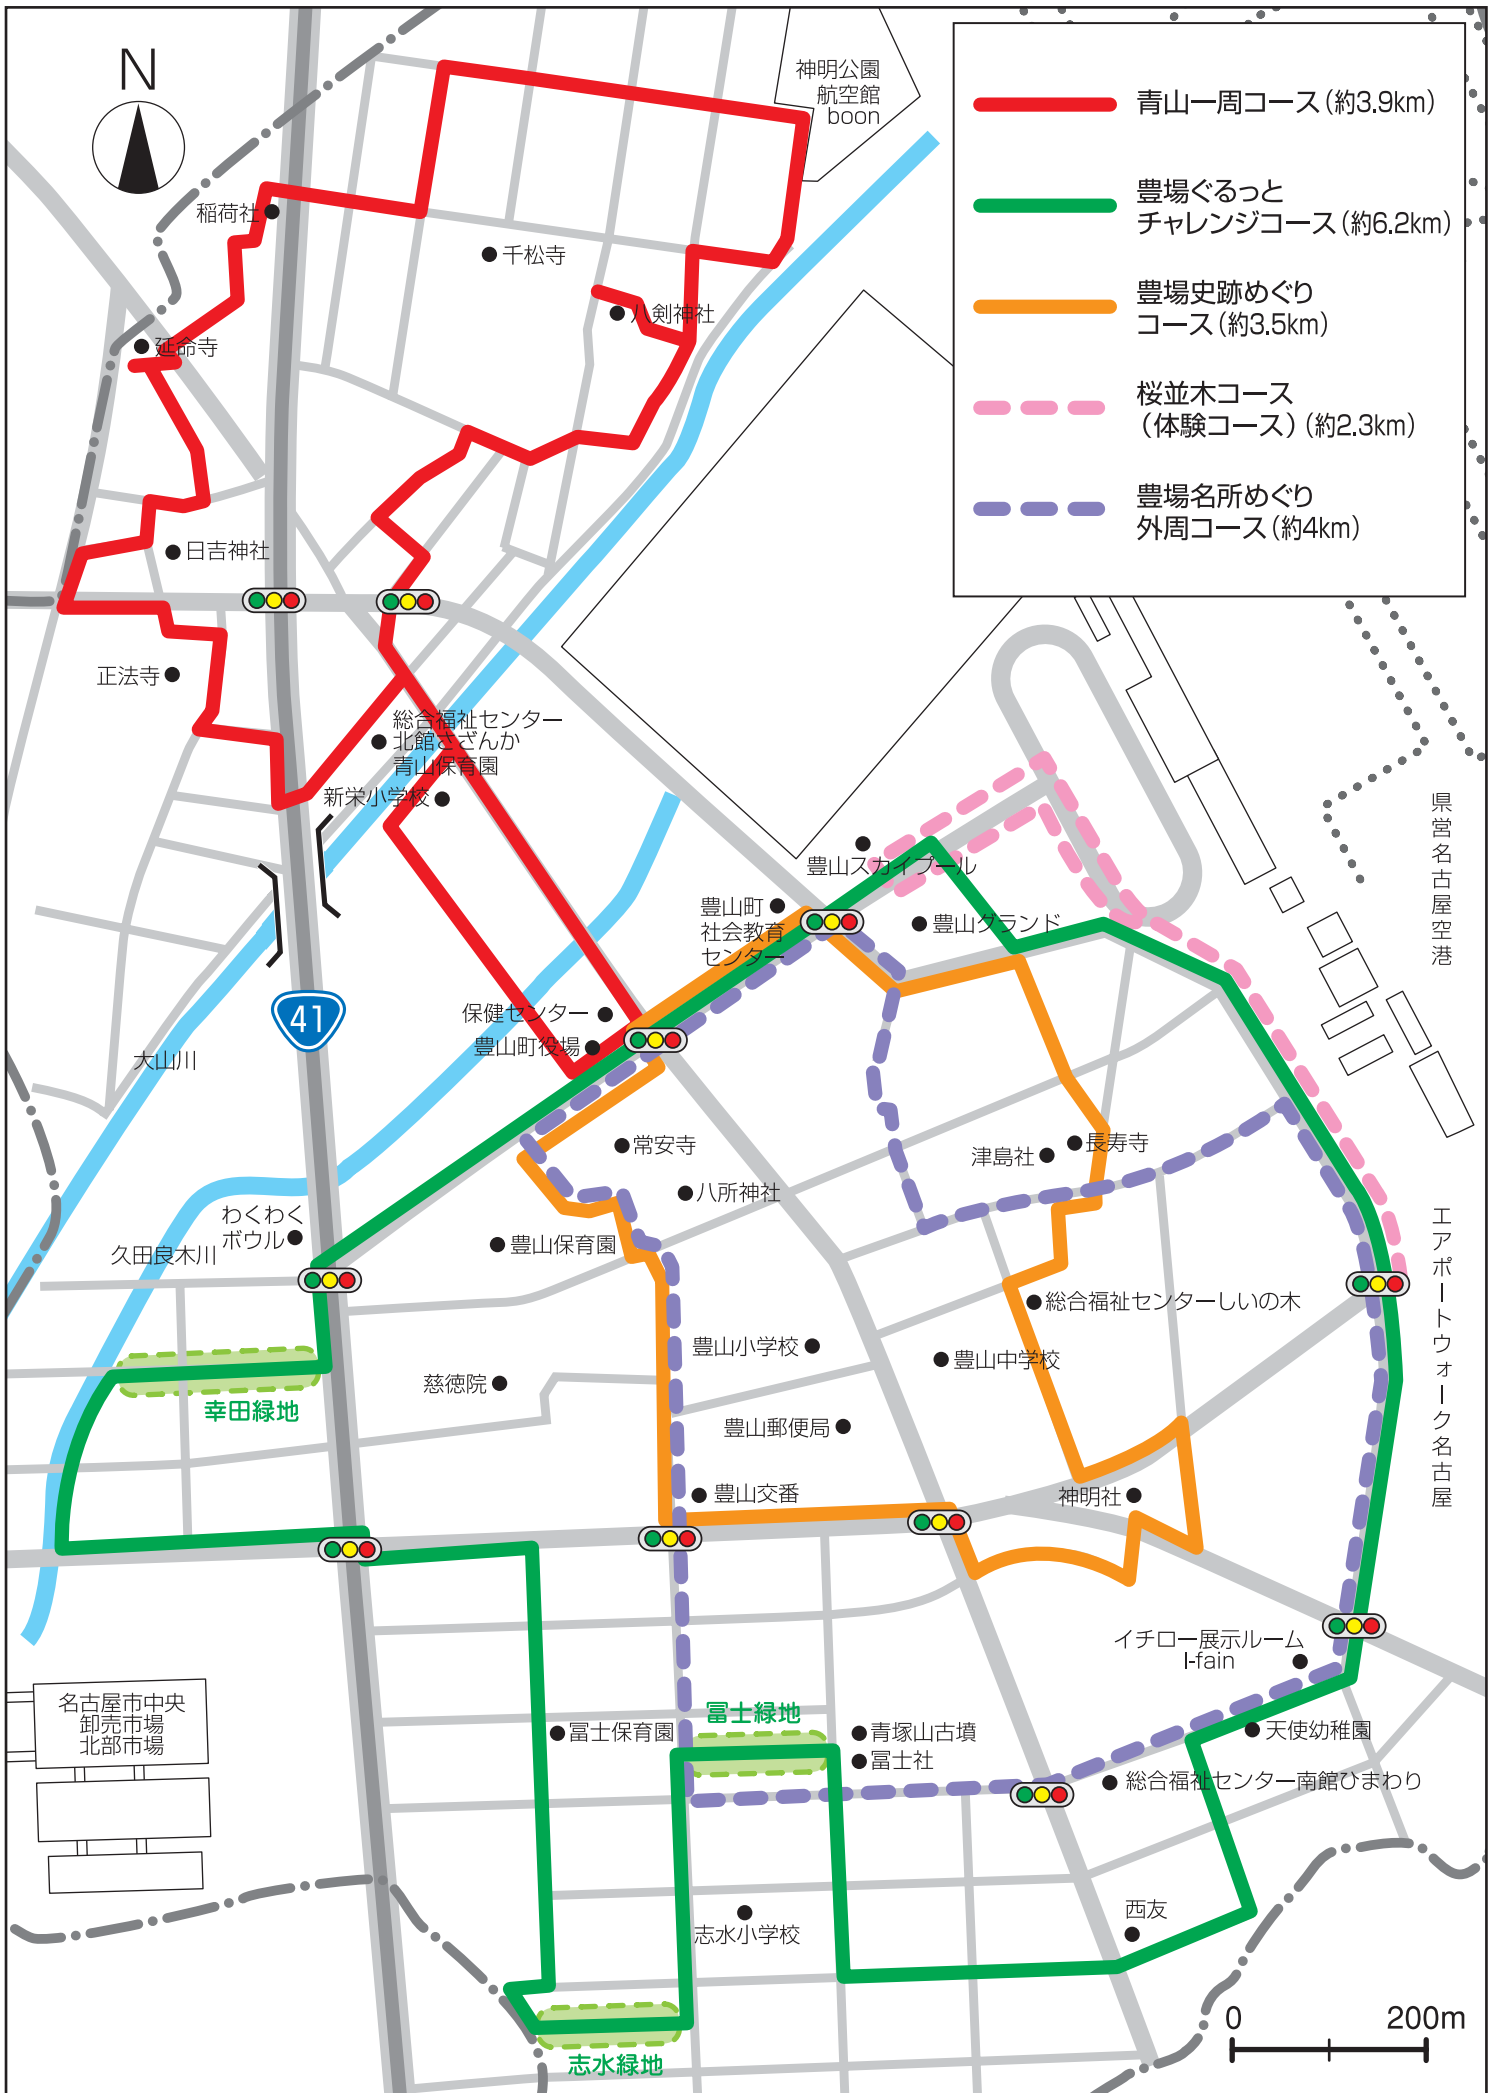 N
神明公園
航空館
boon
青山一周コース(約3.9km)
豊場ぐるっと
チャレンジコース(約6.2km)
豊場史跡めぐり
コース(約3.5km)
桜並木コース
(体験コース)(約2.3km)
豊場名所めぐり
外周コース(約4km)
稲荷社
千松寺
八剣神社
延命寺
日吉神社
正法寺
総合福祉センター
北館さざんか
青山保育園
新栄小学校
県営名古屋空港
豊山スカイプール
豊山町
社会教育
センター
豊山グランド
41
保健センター
豊山町役場
大山川
常安寺
津島社
長寿寺
八所神社
わくわく
ボウル
久田良木川
豊山保育園
エアポートウォーク名古屋
総合福祉センターしいの木
豊山小学校
豊山中学校
慈徳院
幸田緑地
豊山郵便局
豊山交番
神明社
イチロー展示ルーム
I-fain
名古屋市中央
卸売市場
北部市場
冨士保育園
冨士緑地
青塚山古墳
冨士社
天使幼稚園
総合福祉センター南館ひまわり
志水小学校
西友
志水緑地
0 200m